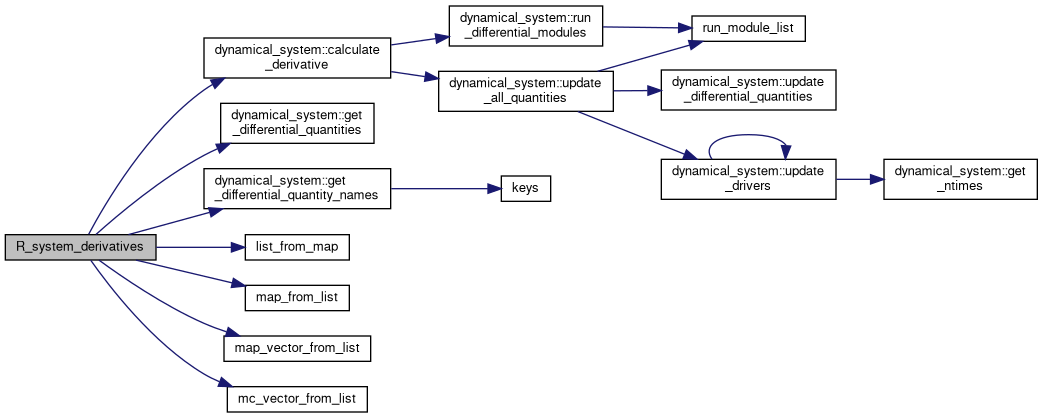 dynamical_system::run
_differential_modules
run_module_list
dynamical_system::calculate
_derivative
dynamical_system::update
_all_quantities
dynamical_system::update
_differential_quantities
dynamical_system::get
_differential_quantities
dynamical_system::update
_drivers
dynamical_system::get
_ntimes
dynamical_system::get
_differential_quantity_names
keys
R_system_derivatives
list_from_map
map_from_list
map_vector_from_list
mc_vector_from_list